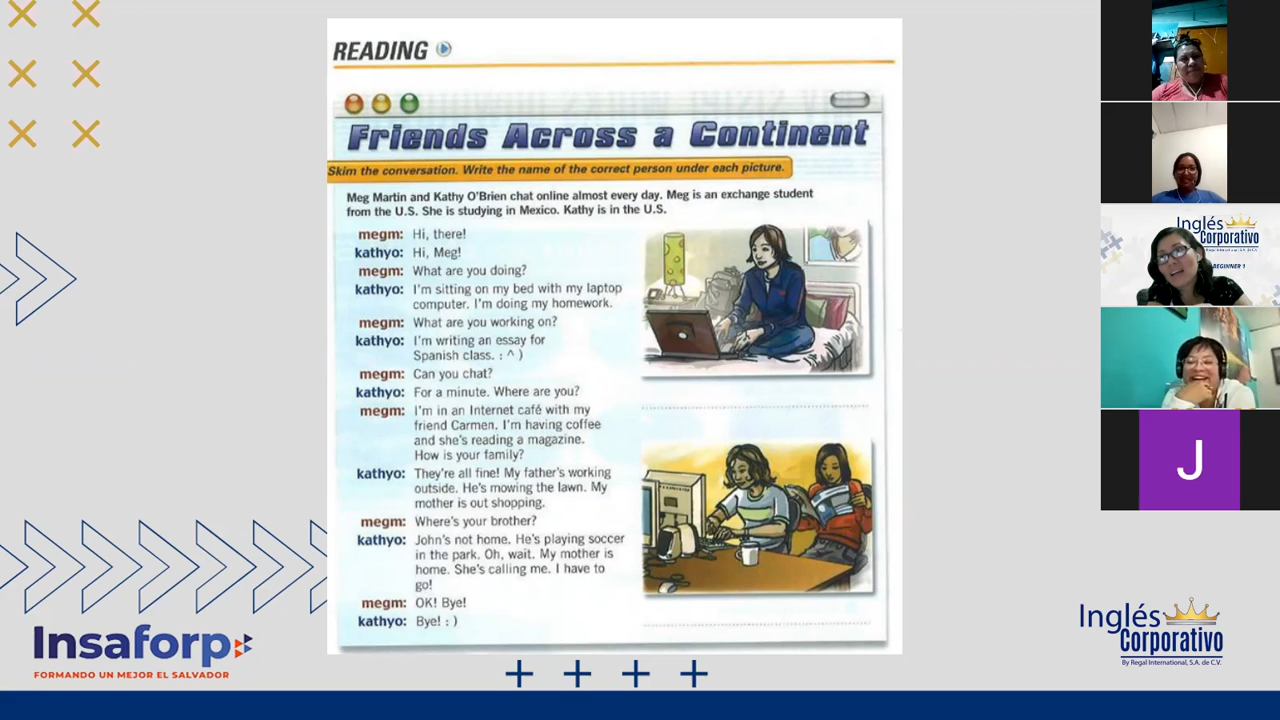 READING
Friends Across a Continent
Skim the conversation. Write the name of the correct person under each picture.
Meg Martin and Kathy O'Brien chat online almost every day. Meg is an exchange student
from the U.S. She is studying in Mexico. Kathy is in the U.S.
megm: Hi, there!
kathyo: Hi, Meg!
megm: What are you doing?
kathyo: I'm sitting on my bed with my laptop
computer. I'm doing my homework.
megm: What are you working on?
kathyo: I'm writing an essay for
Spanish class. : ^ )
megm: Can you chat?
kathyo: For a minute. Where are you?
megm: I'm in an Internet café with my
friend Carmen. I'm having coffee
and she's reading a magazine.
How is your family?
kathyo: They're all fine! My father's working
outside. He's mowing the lawn. My
mother is out shopping.
megm: Where's your brother?
kathyo: John's not home. He's playing soccer
in the park. Oh, wait. My mother is
home. She's calling me. I have to
go!
megm: OK! Bye!
kathyo: Bye! : )
Insaforp
FORMANDO UN MEJOR EL SALVADOR
Inglés
Corporativo
By Regal International, S.A. de C.V.
Inglés
Corporativo
BEGINNER 1
J